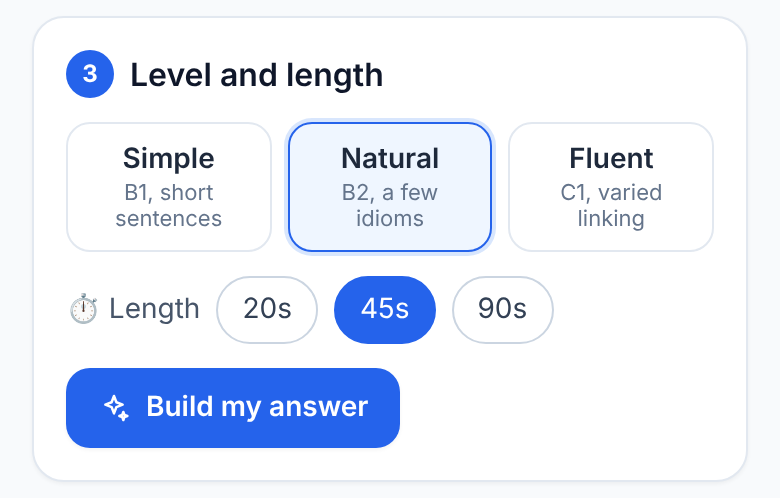 3 Level and length
Simple
B1, short
sentences
Natural
B2, a few
idioms
Fluent
C1, varied
linking
Length 20s 45s 90s
Build my answer